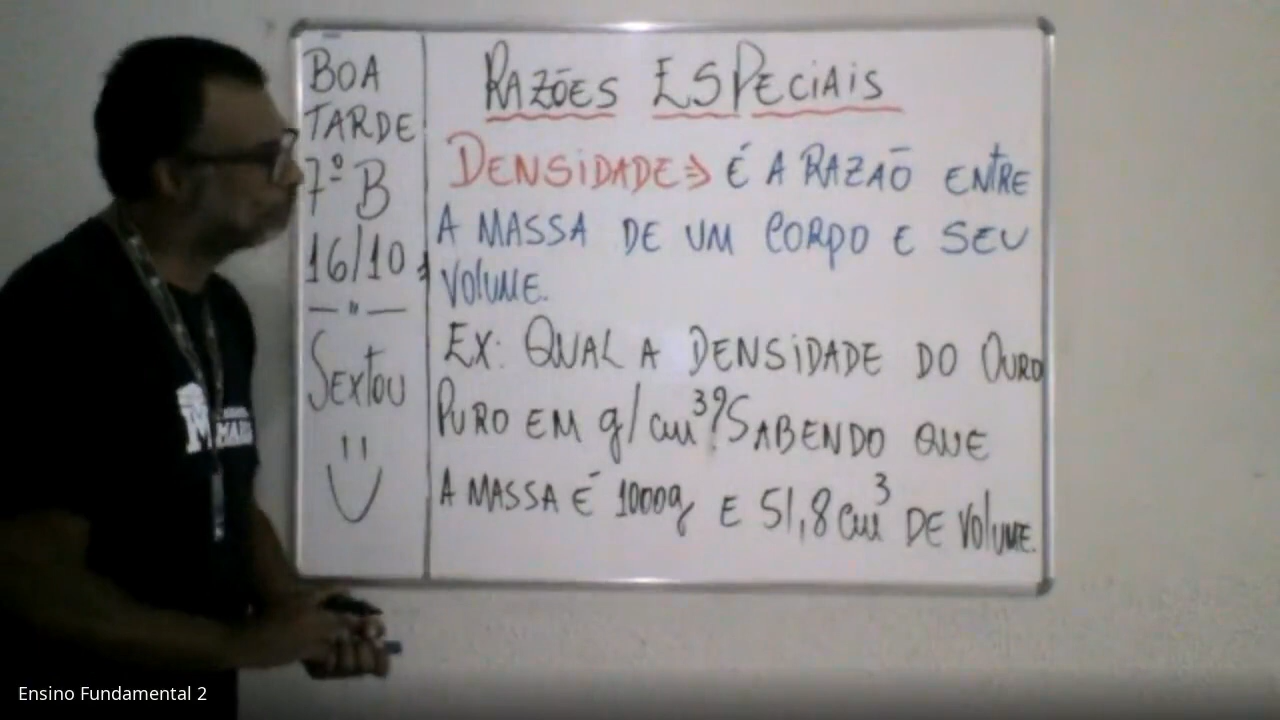 BOA
TARDE
7º B
16/10
— " —
SEXTOU
RAZÕES ESPECIAIS
DENSIDADE⇒ É A RAZAÕ ENTRE
A MASSA DE UM CORPO E SEU
VOLUME.
EX: QUAL A DENSIDADE DO OURO
PURO EM g/cm³? SABENDO QUE
A MASSA É 1000g E 51,8 cm³ DE VOLUME.
Ensino Fundamental 2